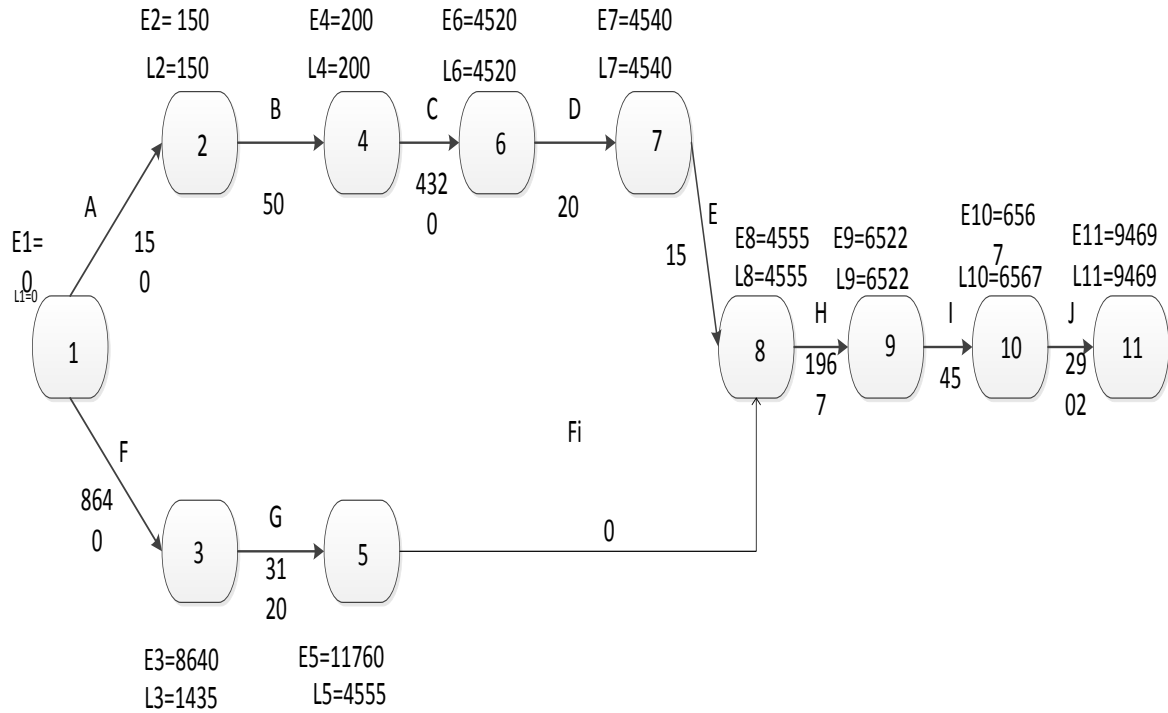 E2= 150
L2=150
E4=200
L4=200
E6=4520
L6=4520
E7=4540
L7=4540
B
C
D
2
4
6
7
A
50
432
0
20
E
E1=
0
L1=0
15
0
15
E8=4555
L8=4555
E9=6522
L9=6522
E10=656
7
L10=6567
E11=9469
L11=9469
H
I
J
1
8
9
10
11
196
7
45
29
02
F
Fi
864
0
G
0
3
5
31
20
E3=8640
L3=1435
E5=11760
L5=4555